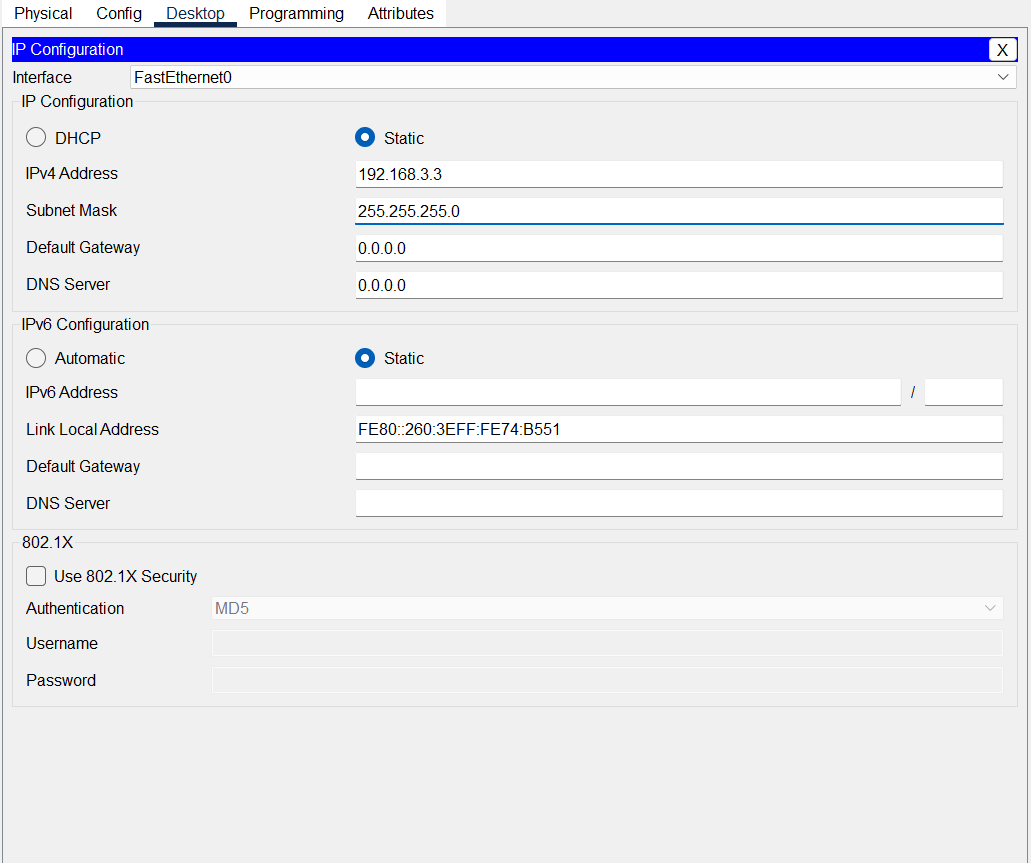 Physical Config Desktop Programming Attributes
IP Configuration X
Interface FastEthernet0
IP Configuration
DHCP Static
IPv4 Address 192.168.3.3
Subnet Mask 255.255.255.0
Default Gateway 0.0.0.0
DNS Server 0.0.0.0
IPv6 Configuration
Automatic Static
IPv6 Address /
Link Local Address FE80::260:3EFF:FE74:B551
Default Gateway
DNS Server
802.1X
Use 802.1X Security
Authentication MD5
Username
Password